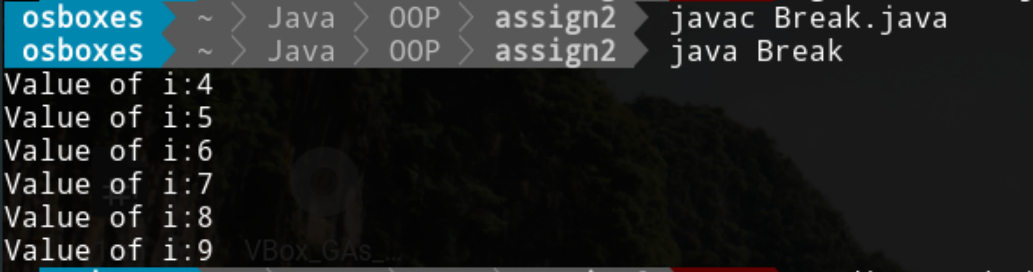 osboxes ~ Java OOP assign2 javac Break.java
osboxes ~ Java OOP assign2 java Break
Value of i:4
Value of i:5
Value of i:6
Value of i:7
Value of i:8
Value of i:9
VBox_GAs_...